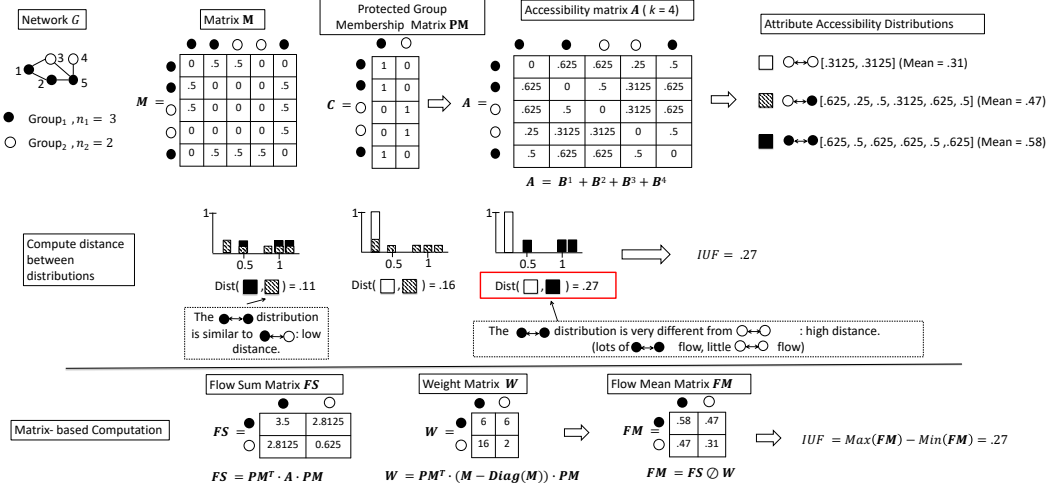 Network G
1
2
3
4
5
Group₁ , n₁ = 3
Group₂ , n₂ = 2
Matrix M
M =
0 .5 .5 0 0
.5 0 0 0 .5
.5 0 0 0 .5
0 0 0 0 .5
0 .5 .5 .5 0
Protected Group
Membership Matrix PM
C =
1 0
1 0
0 1
0 1
1 0
Accessibility matrix A (k = 4)
A =
0 .625 .625 .25 .5
.625 0 .5 .3125 .625
.625 .5 0 .3125 .625
.25 .3125 .3125 0 .5
.5 .625 .625 .5 0
A = B¹ + B² + B³ + B⁴
Attribute Accessibility Distributions
[.3125, .3125] (Mean = .31)
[.625, .25, .5, .3125, .625, .5] (Mean = .47)
[.625, .5, .625, .625, .5 ,.625] (Mean = .58)
Compute distance
between
distributions
1
0.5 1
Dist( , ) = .11
The distribution
is similar to : low
distance.
1
0.5 1
Dist( , ) = .16
1
0.5 1
Dist( , ) = .27
The distribution is very different from : high distance.
(lots of flow, little flow)
IUF = .27
Matrix- based Computation
Flow Sum Matrix FS
FS =
3.5 2.8125
2.8125 0.625
FS = PMᵀ · A · PM
Weight Matrix W
W =
6 6
16 2
W = PMᵀ · (M − Diag(M)) · PM
Flow Mean Matrix FM
FM =
.58 .47
.47 .31
FM = FS ⊘ W
IUF = Max(FM) − Min(FM) = .27